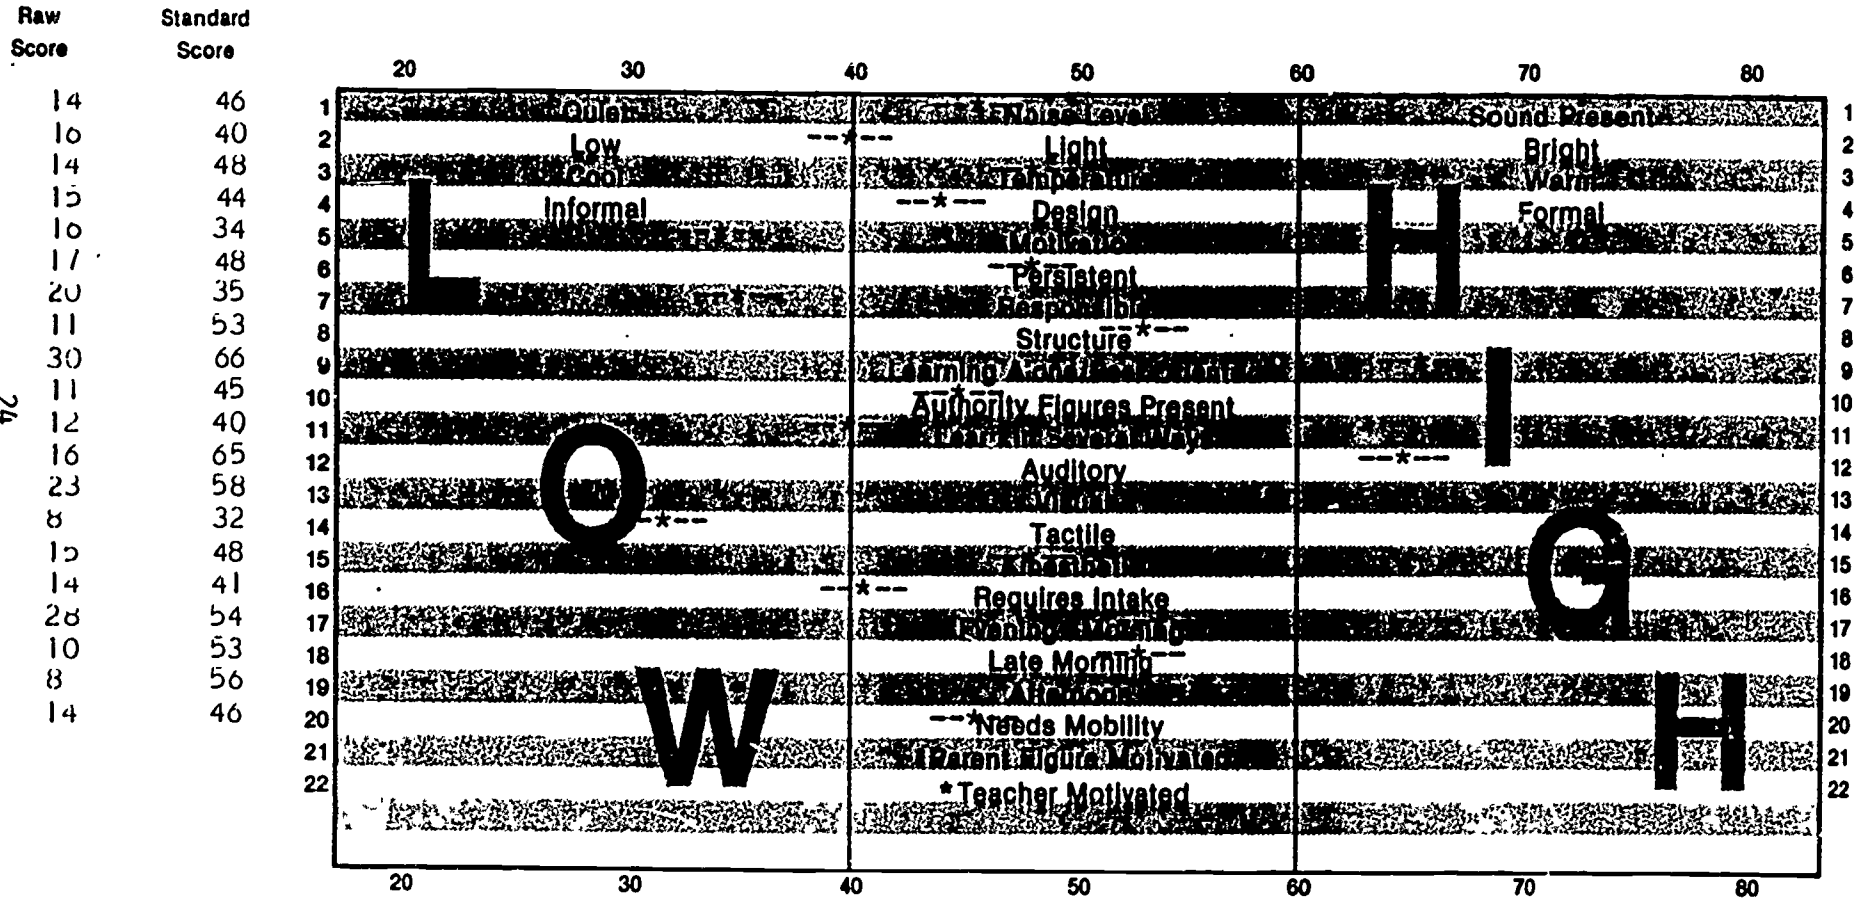 Raw Standard
Score Score
20 30 40 50 60 70 80
14 46 1 Quiet Noise Level Sound Present 1
16 40 2 --*-- Low Light Bright 2
14 48 3 Cool Temperature Warm 3
15 44 4 Informal --*-- Design Formal 4
16 34 5 Motivation 5
17 48 6 --*-- Persistent 6
20 35 7 Responsible 7
11 53 8 Structure --*-- 8
30 66 9 Learning Alone 9
11 45 10 --*-- Authority Figures Present 10
12 40 11 Several Ways 11
16 65 12 Auditory --*-- 12
23 58 13 13
8 32 14 --*-- Tactile 14
15 48 15 15
14 41 16 --*-- Requires Intake 16
28 54 17 Evening Morning 17
10 53 18 Late Morning --*-- 18
8 56 19 Afternoon 19
14 46 20 --*-- Needs Mobility 20
21 Parent Figure Motivated 21
22 *Teacher Motivated 22
20 30 40 50 60 70 80
LOW
HIGH
24